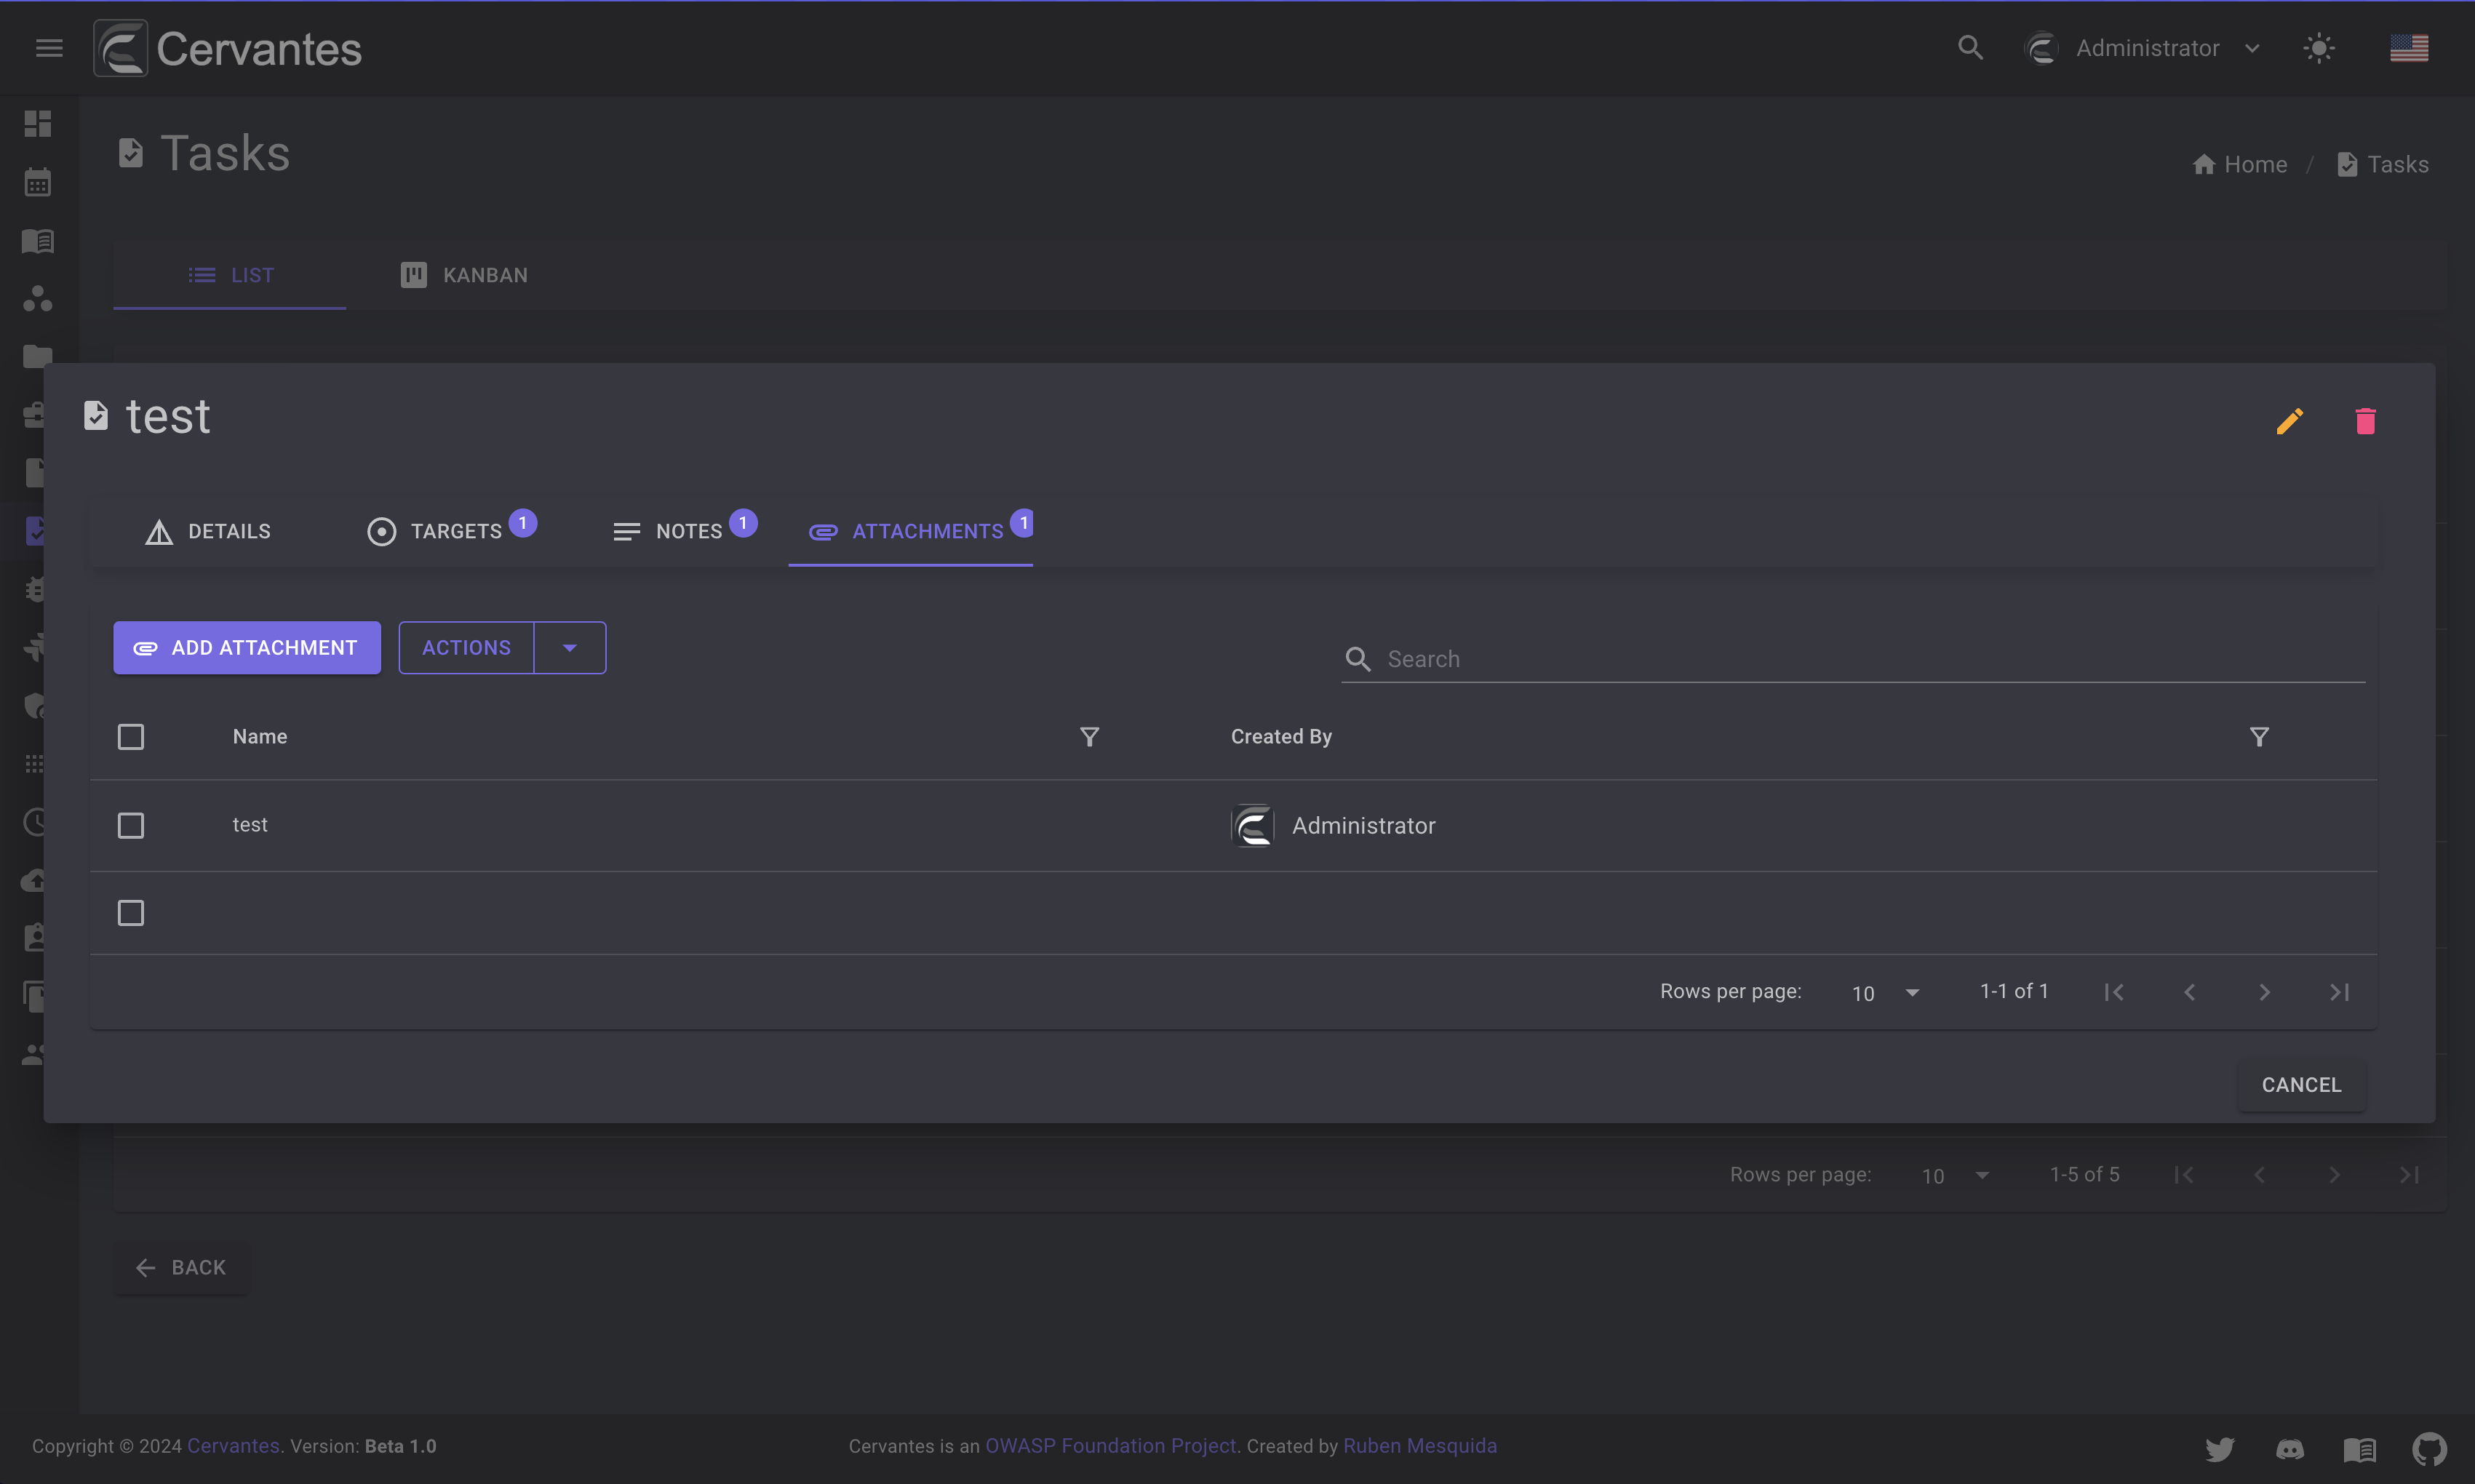 Cervantes
Administrator
Tasks
Home / Tasks
LIST
KANBAN
test
DETAILS
TARGETS 1
NOTES 1
ATTACHMENTS 1
ADD ATTACHMENT
ACTIONS
Search
Name
Created By
test
Administrator
Rows per page: 10 1-1 of 1
CANCEL
Rows per page: 10 1-5 of 5
BACK
Copyright © 2024 Cervantes. Version: Beta 1.0
Cervantes is an OWASP Foundation Project. Created by Ruben Mesquida